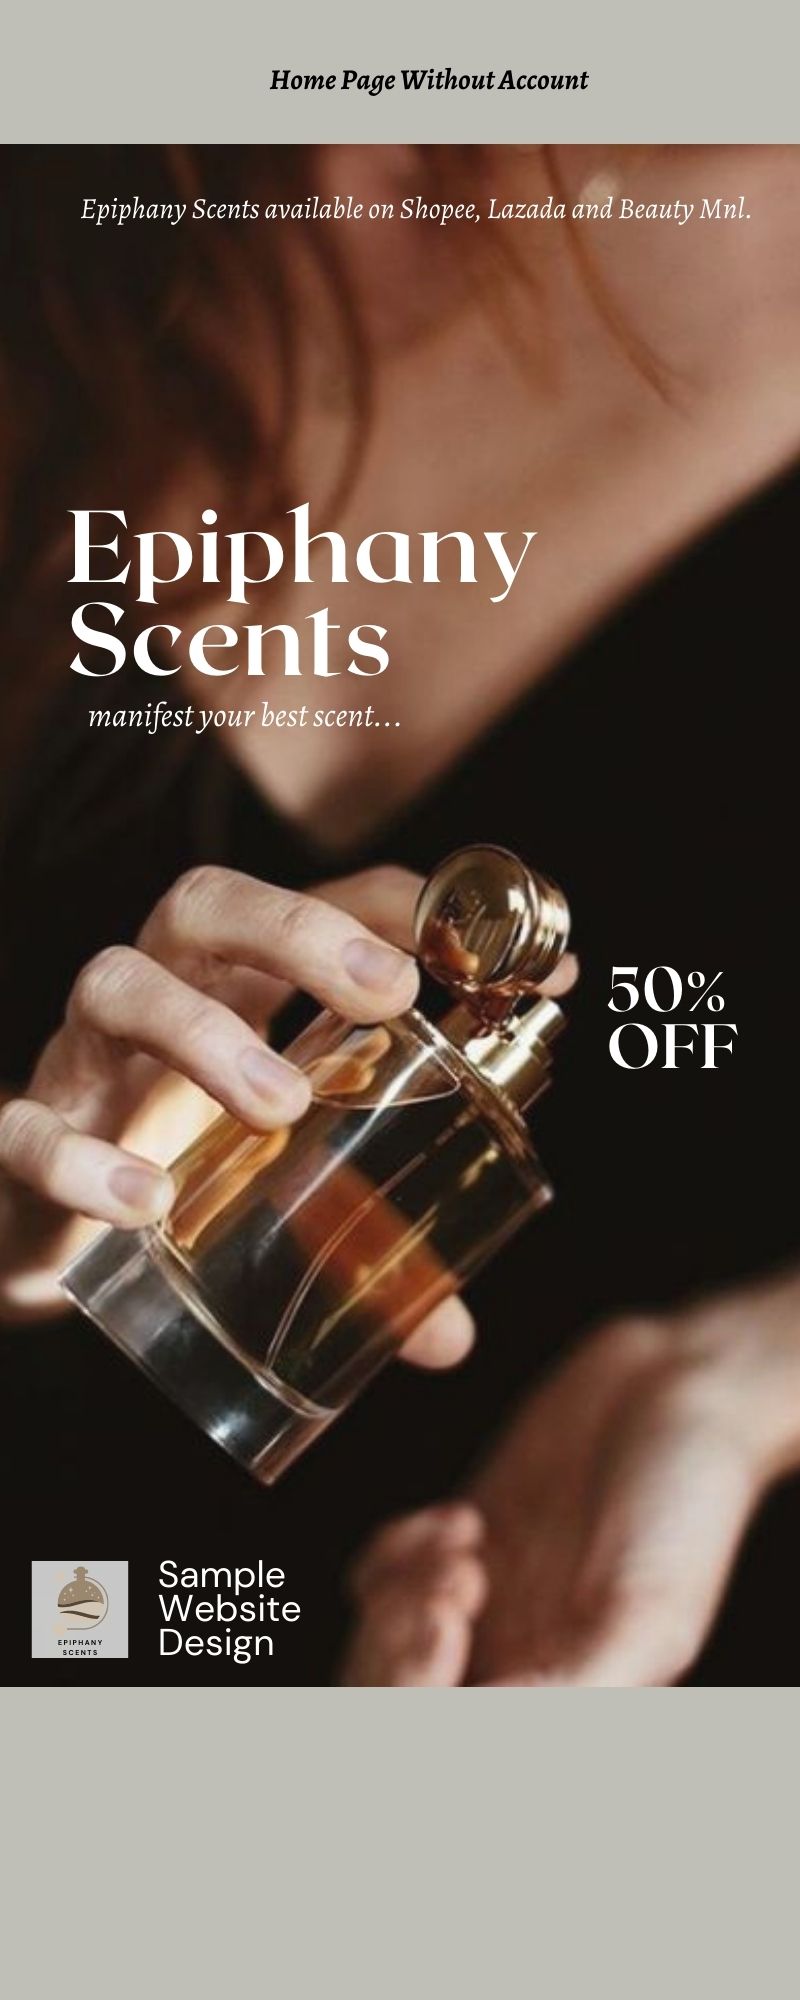 Home Page Without Account
Epiphany Scents available on Shopee, Lazada and Beauty Mnl.
Epiphany
Scents
manifest your best scent...
50%
OFF
Sample
Website
Design
EPIPHANY
SCENTS